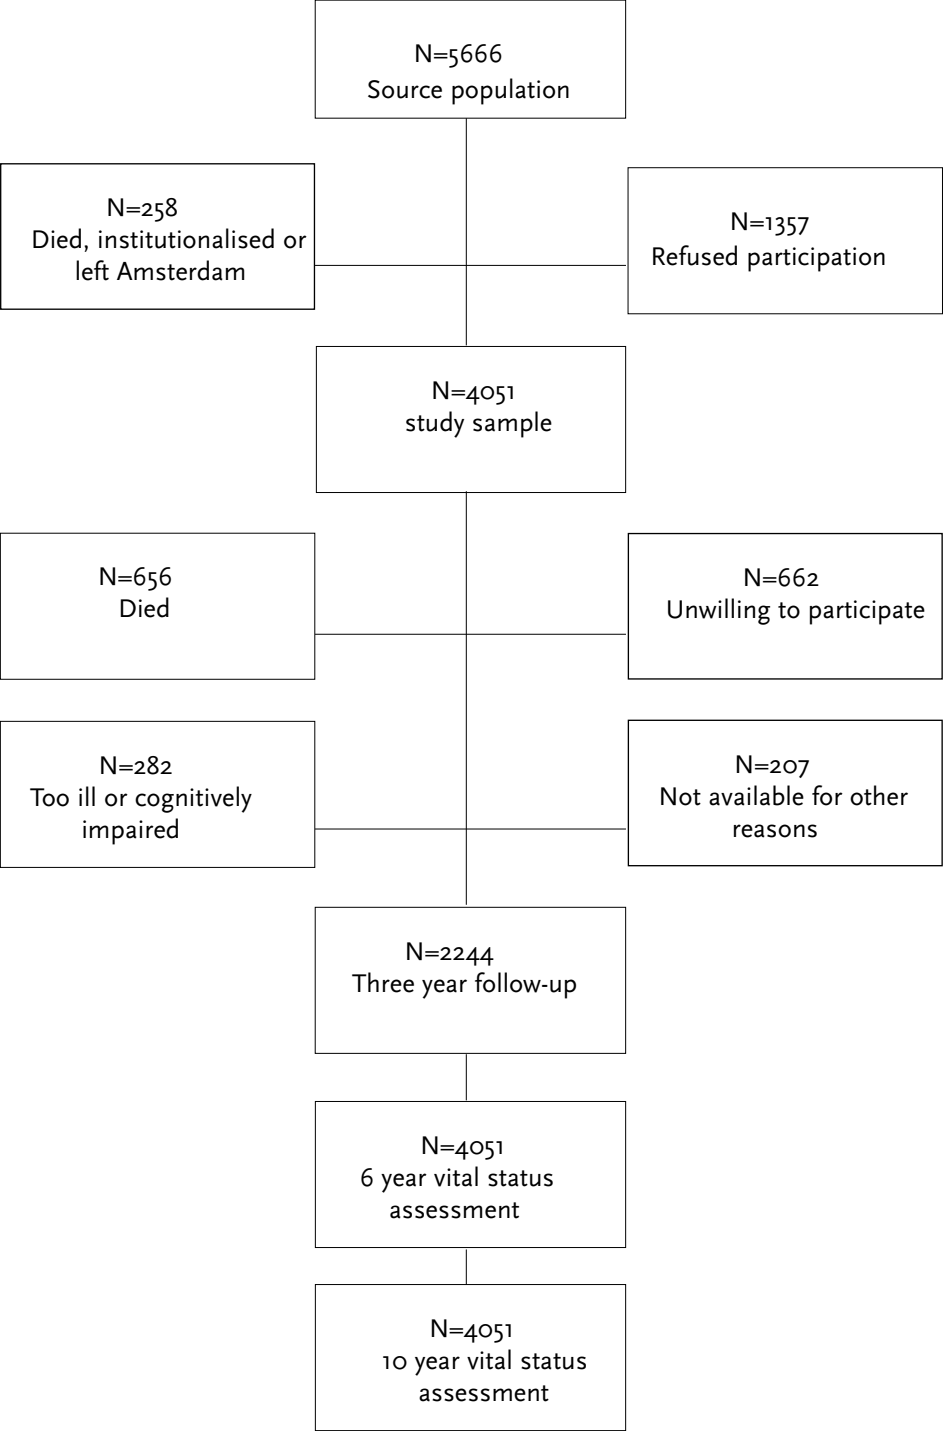 N=5666
Source population
N=258
Died, institutionalised or
left Amsterdam
N=1357
Refused participation
N=4051
study sample
N=656
Died
N=662
Unwilling to participate
N=282
Too ill or cognitively
impaired
N=207
Not available for other
reasons
N=2244
Three year follow-up
N=4051
6 year vital status
assessment
N=4051
10 year vital status
assessment